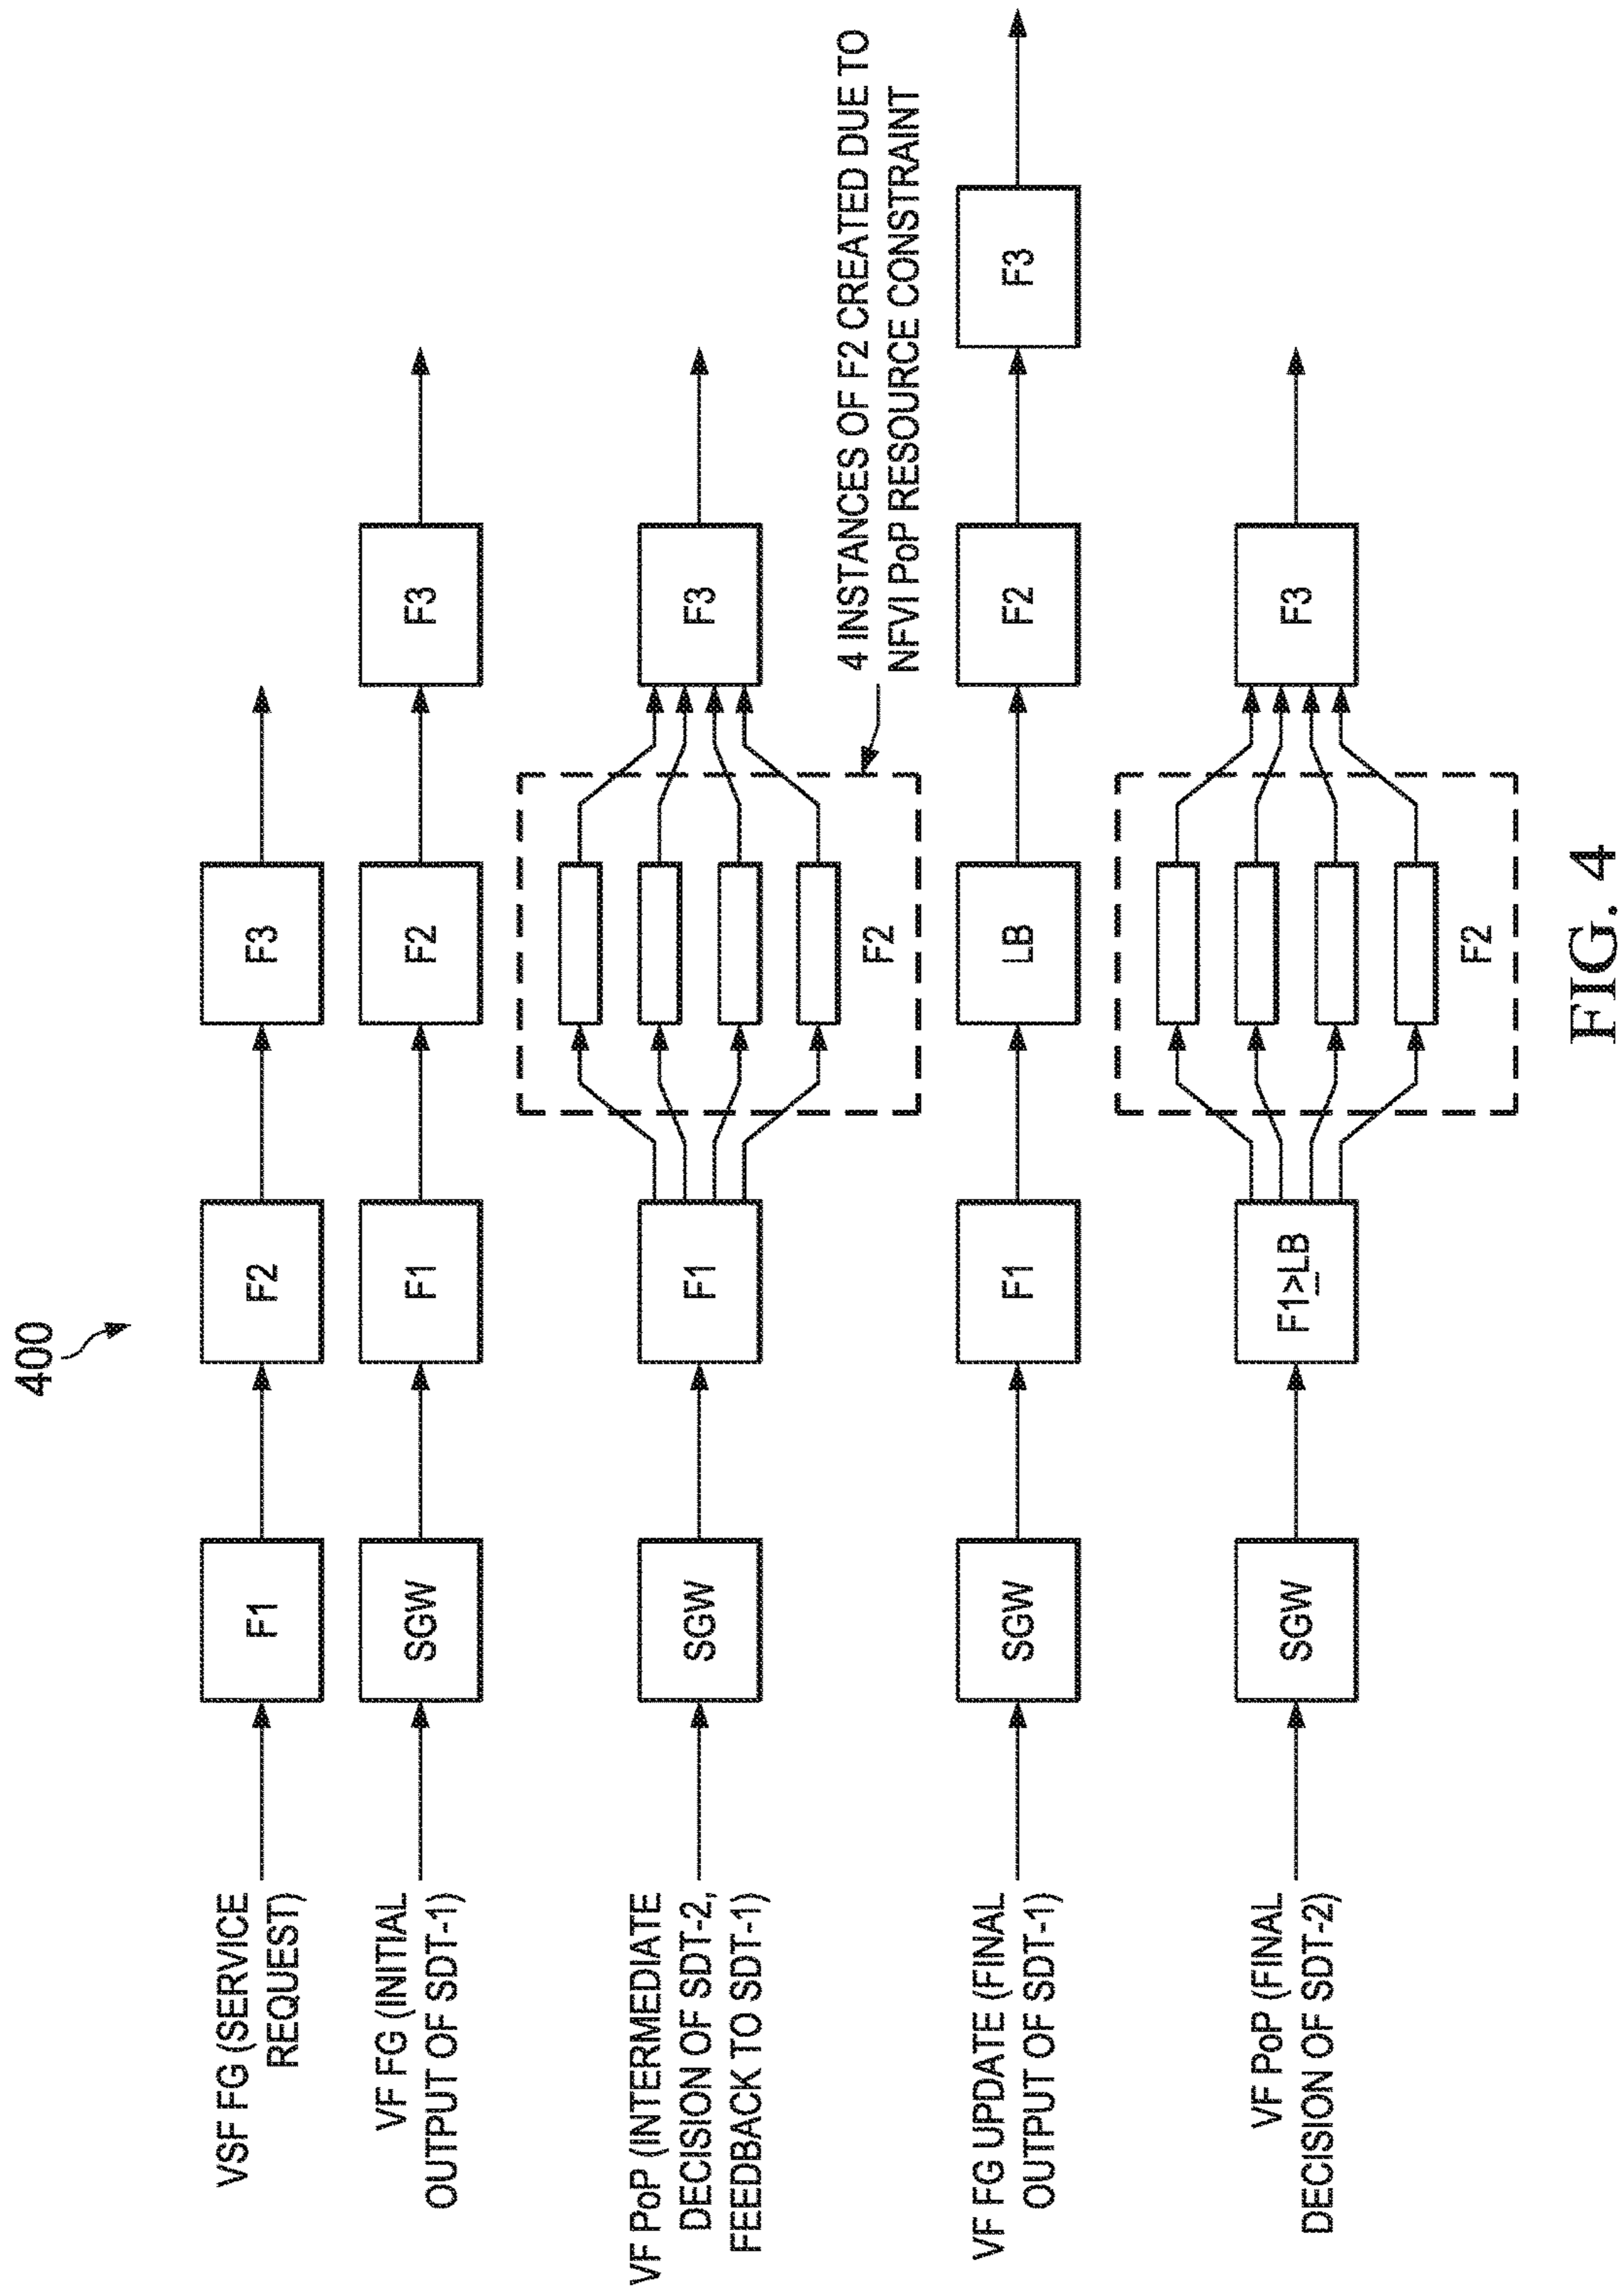 400
VSF FG (SERVICE
REQUEST)
F1
F2
F3
VF FG (INITIAL
OUTPUT OF SDT-1)
SGW
F1
F2
F3
VF PoP (INTERMEDIATE
DECISION OF SDT-2,
FEEDBACK TO SDT-1)
SGW
F1
F2
F3
4 INSTANCES OF F2 CREATED DUE TO
NFVI PoP RESOURCE CONSTRAINT
VF FG UPDATE (FINAL
OUTPUT OF SDT-1)
SGW
F1
LB
F2
F3
VF PoP (FINAL
DECISION OF SDT-2)
SGW
F1>LB
F2
F3
FIG. 4